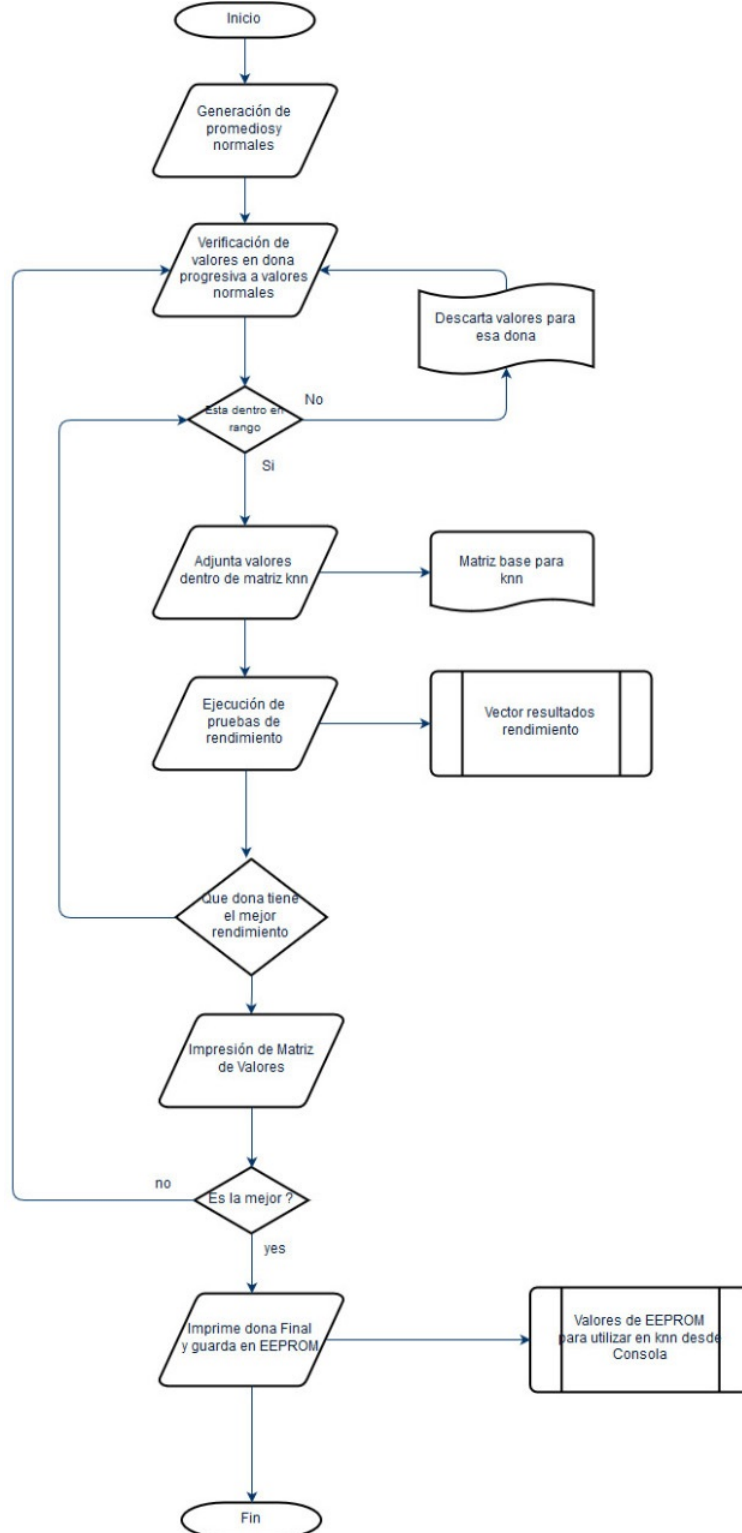 Inicio
Generación de
promediosy
normales
Verificación de
valores en dona
progresiva a valores
normales
Descarta valores para
esa dona
Esta dentro en
rango
No
Si
Adjunta valores
dentro de matriz knn
Matriz base para
knn
Ejecución de
pruebas de
rendimiento
Vector resultados
rendimiento
Que dona tiene
el mejor
rendimiento
Impresión de Matriz
de Valores
no
Es la mejor ?
yes
Imprime dona Final
y guarda en EEPROM
Valores de EEPROM
para utilizar en knn desde
Consola
Fin